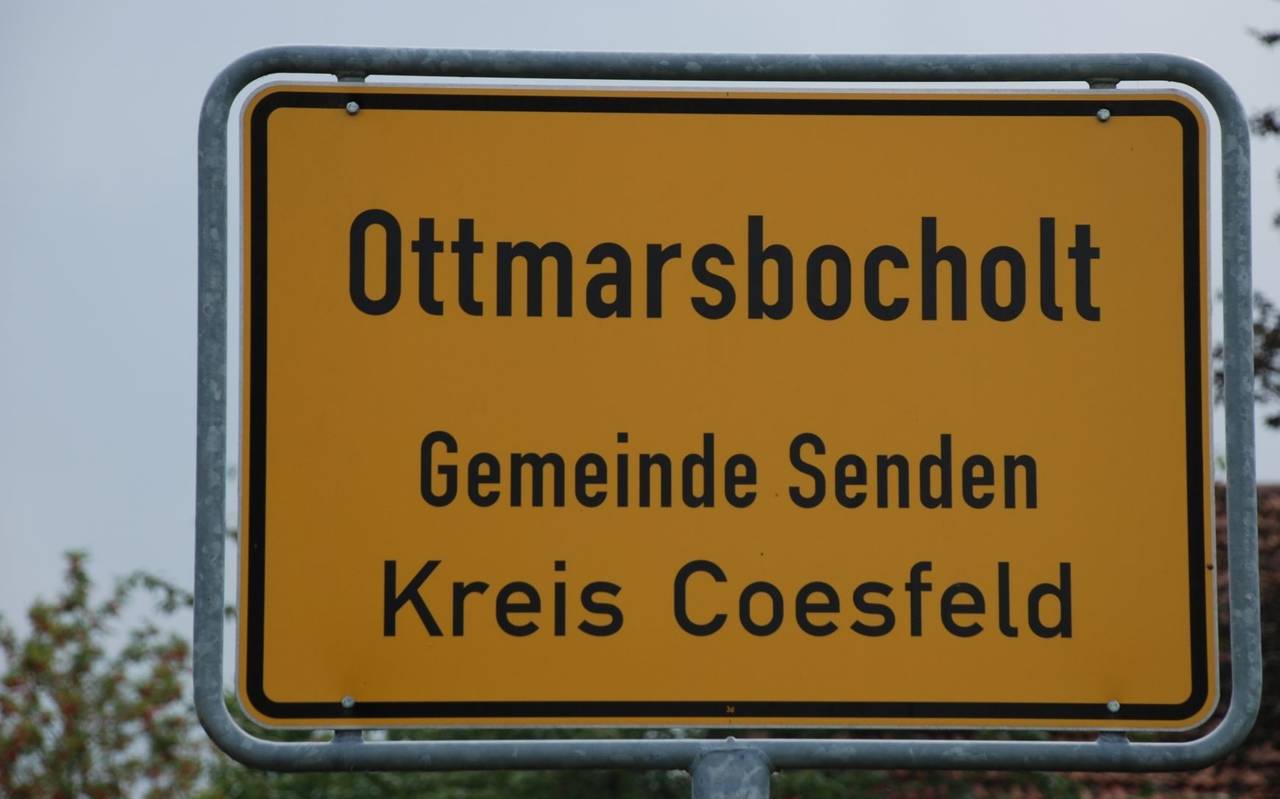 Ottmarsbocholt
Gemeinde Senden
Kreis Coesfeld